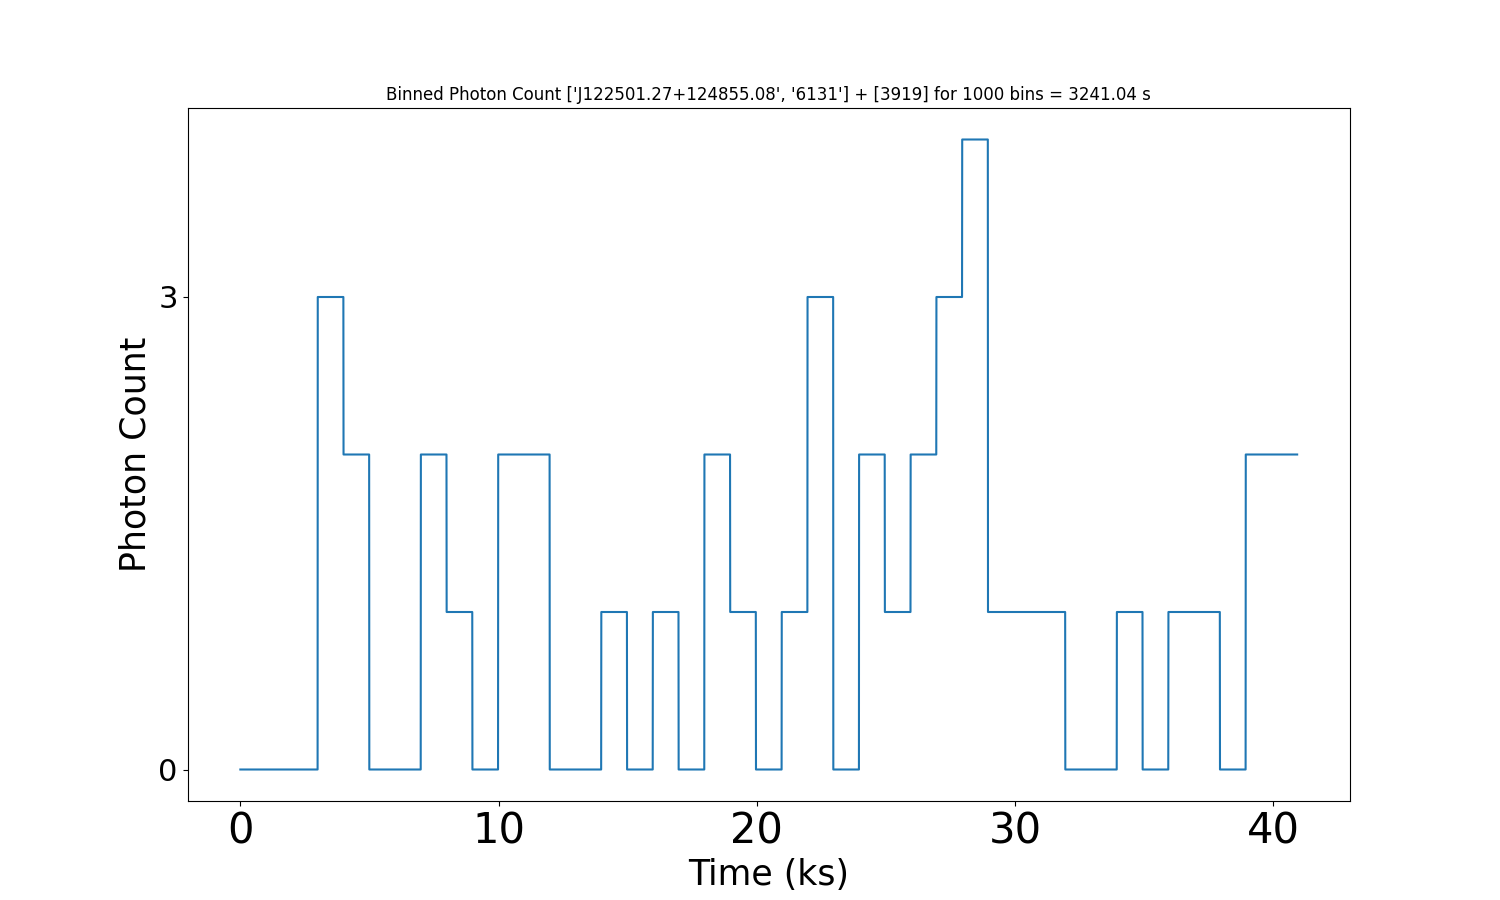 Binned Photon Count ['J122501.27+124855.08', '6131'] + [3919] for 1000 bins = 3241.04 s
3
0
Photon Count
0 10 20 30 40
Time (ks)